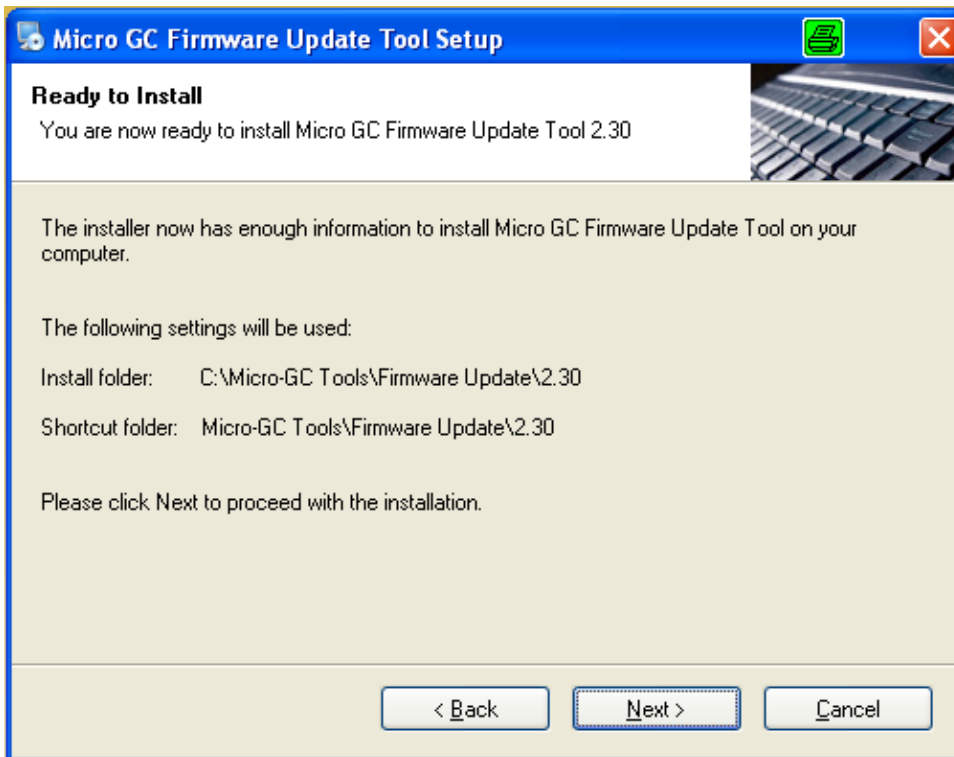 Micro GC Firmware Update Tool Setup
Ready to Install
You are now ready to install Micro GC Firmware Update Tool 2.30
The installer now has enough information to install Micro GC Firmware Update Tool on your
computer.
The following settings will be used:
Install folder: C:\Micro-GC Tools\Firmware Update\2.30
Shortcut folder: Micro-GC Tools\Firmware Update\2.30
Please click Next to proceed with the installation.
< Back Next > Cancel